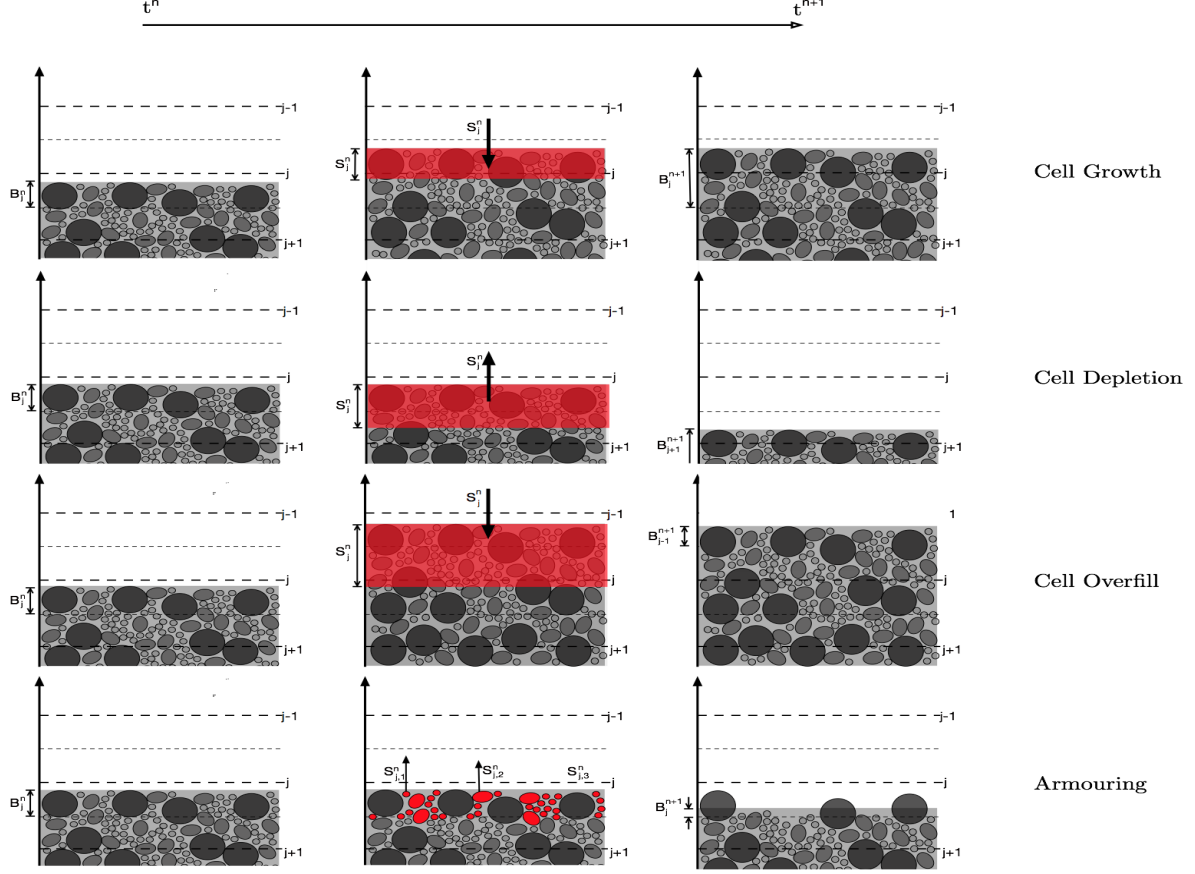 t^n t^{n+1}
j-1 j-1 j-1
S_j^n
B_j^n j S_j^n j B_j^{n+1} j Cell Growth
j+1 j+1 j+1
j-1 j-1 j-1
S_j^n
B_j^n j S_j^n j j Cell Depletion
j+1 j+1 B_{j+1}^{n+1} j+1
S_j^n
j-1 j-1 1
S_j^n B_{j-1}^{n+1}
B_j^n j j j Cell Overfill
j+1 j+1 j+1
j-1 j-1 j-1
S_{j,1}^n S_{j,2}^n S_{j,3}^n
B_j^n j j B_j^{n+1} j Armouring
j+1 j+1 j+1